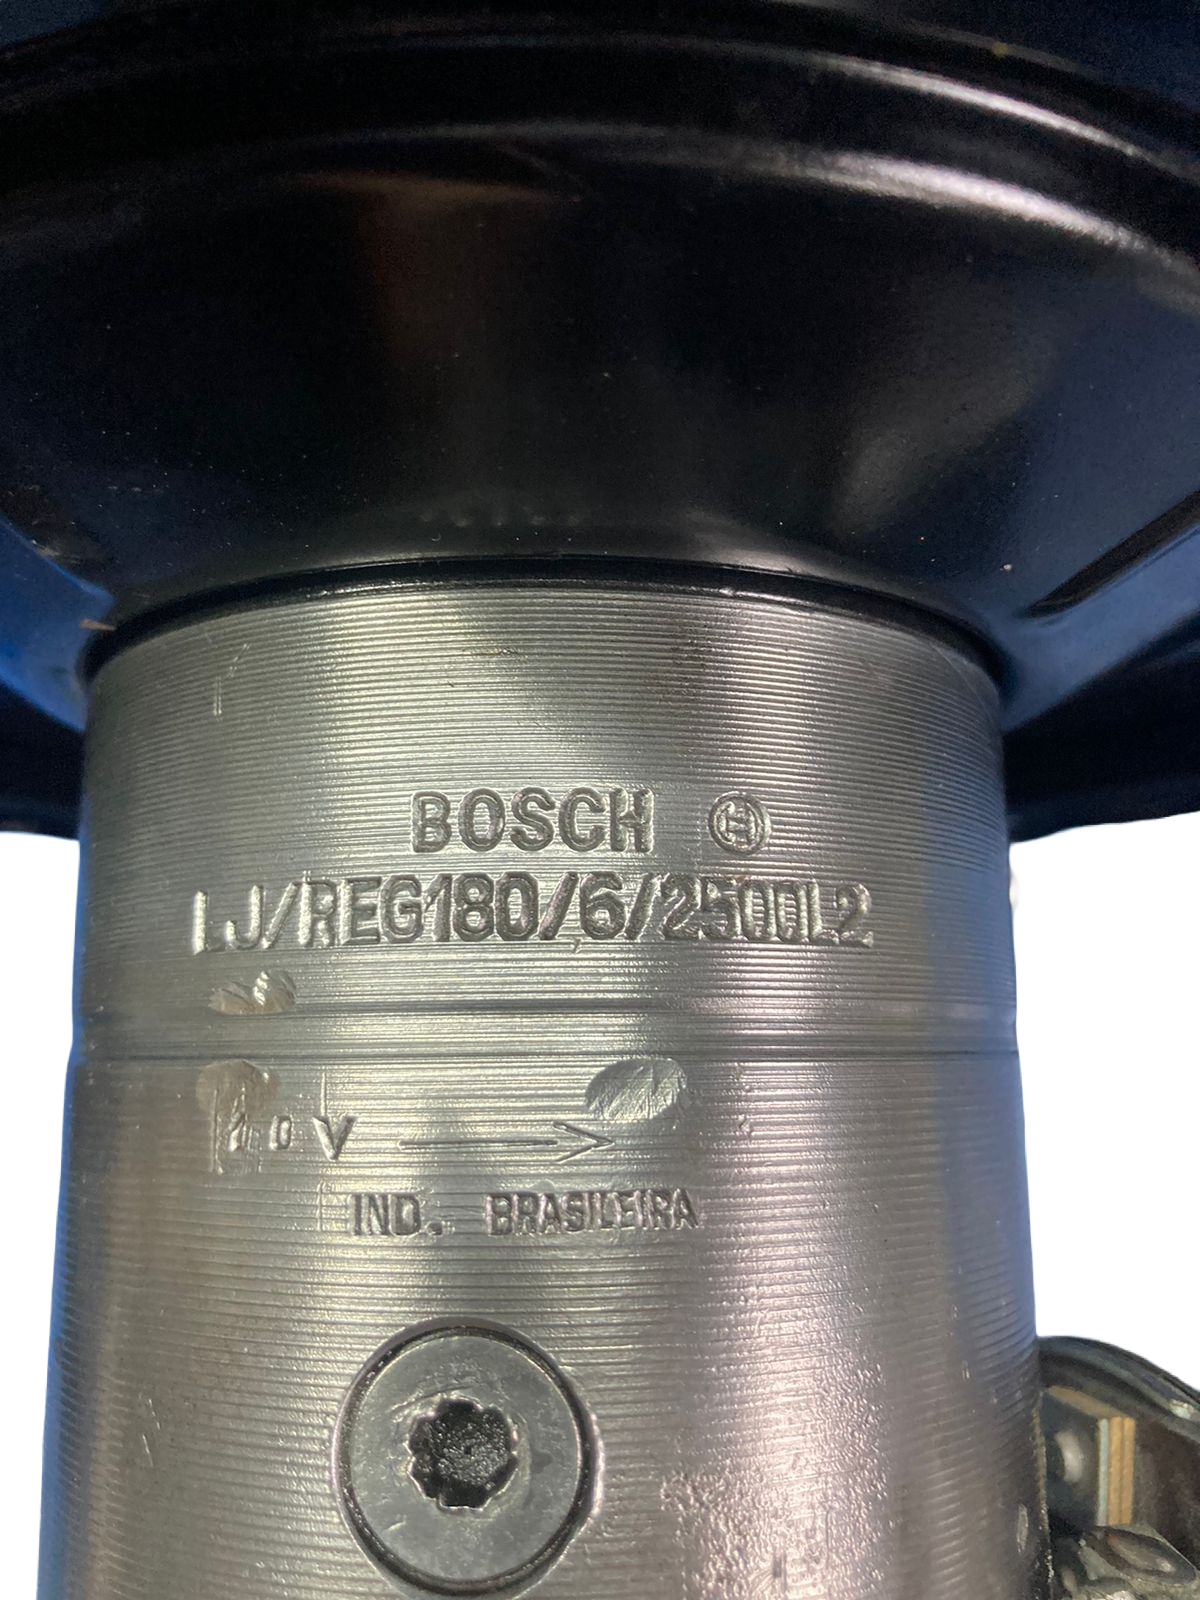 BOSCH
LJ/REG180/6/2500L2
V
IND. BRASILEIRA